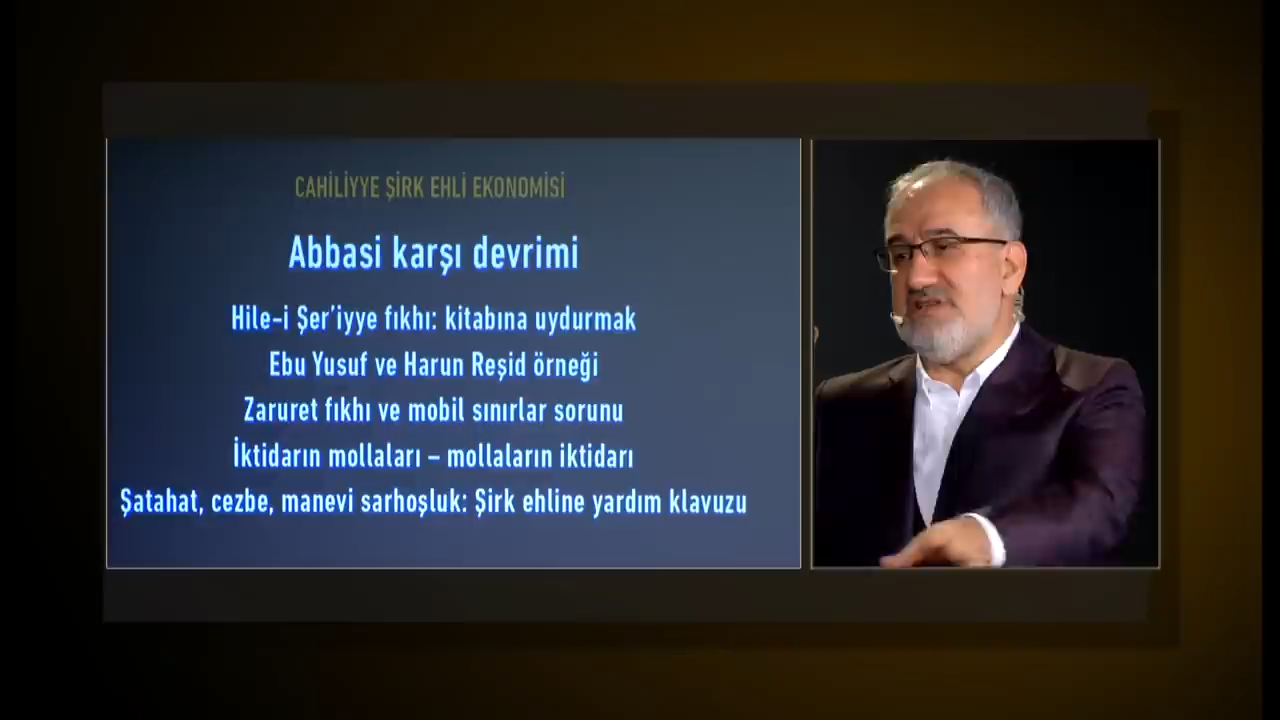 CAHİLİYYE ŞİRK EHLİ EKONOMİSİ
Abbasi karşı devrimi
Hile-i Şer'iyye fıkhı: kitabına uydurmak
Ebu Yusuf ve Harun Reşid örneği
Zaruret fıkhı ve mobil sınırlar sorunu
İktidarın mollaları – mollaların iktidarı
Şatahat, cezbe, manevi sarhoşluk: Şirk ehline yardım klavuzu